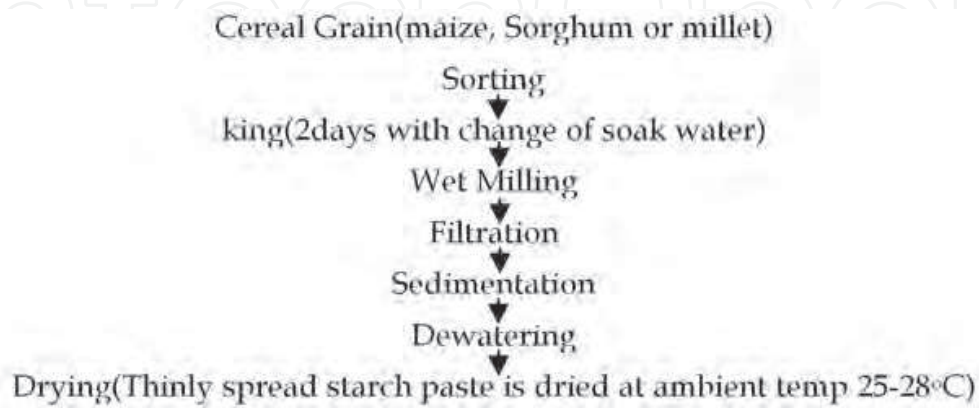 Cereal Grain(maize, Sorghum or millet)
Sorting
king(2days with change of soak water)
Wet Milling
Filtration
Sedimentation
Dewatering
Drying(Thinly spread starch paste is dried at ambient temp 25-28°C)